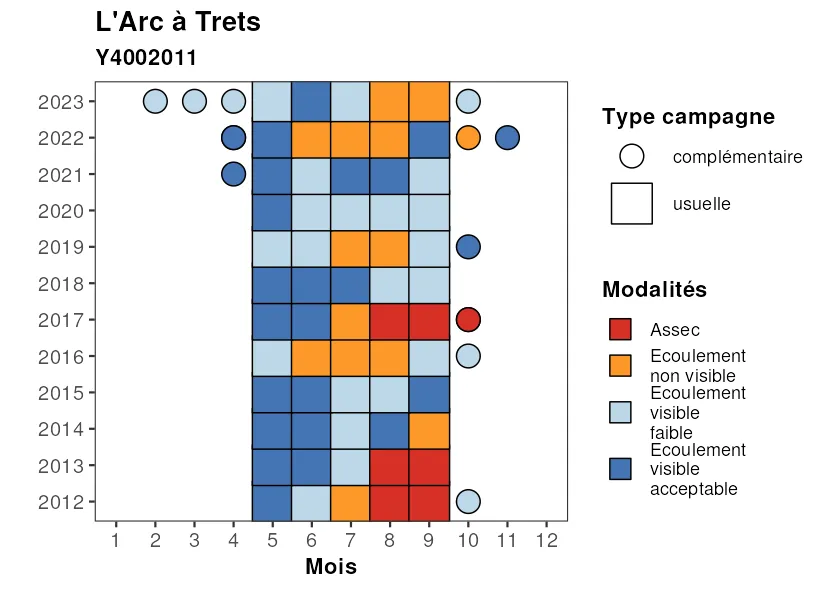 L'Arc à Trets
Y4002011
2023
2022
2021
2020
2019
2018
2017
2016
2015
2014
2013
2012
1 2 3 4 5 6 7 8 9 10 11 12
Mois
Type campagne
complémentaire
usuelle
Modalités
Assec
Ecoulement
non visible
Ecoulement
visible
faible
Ecoulement
visible
acceptable